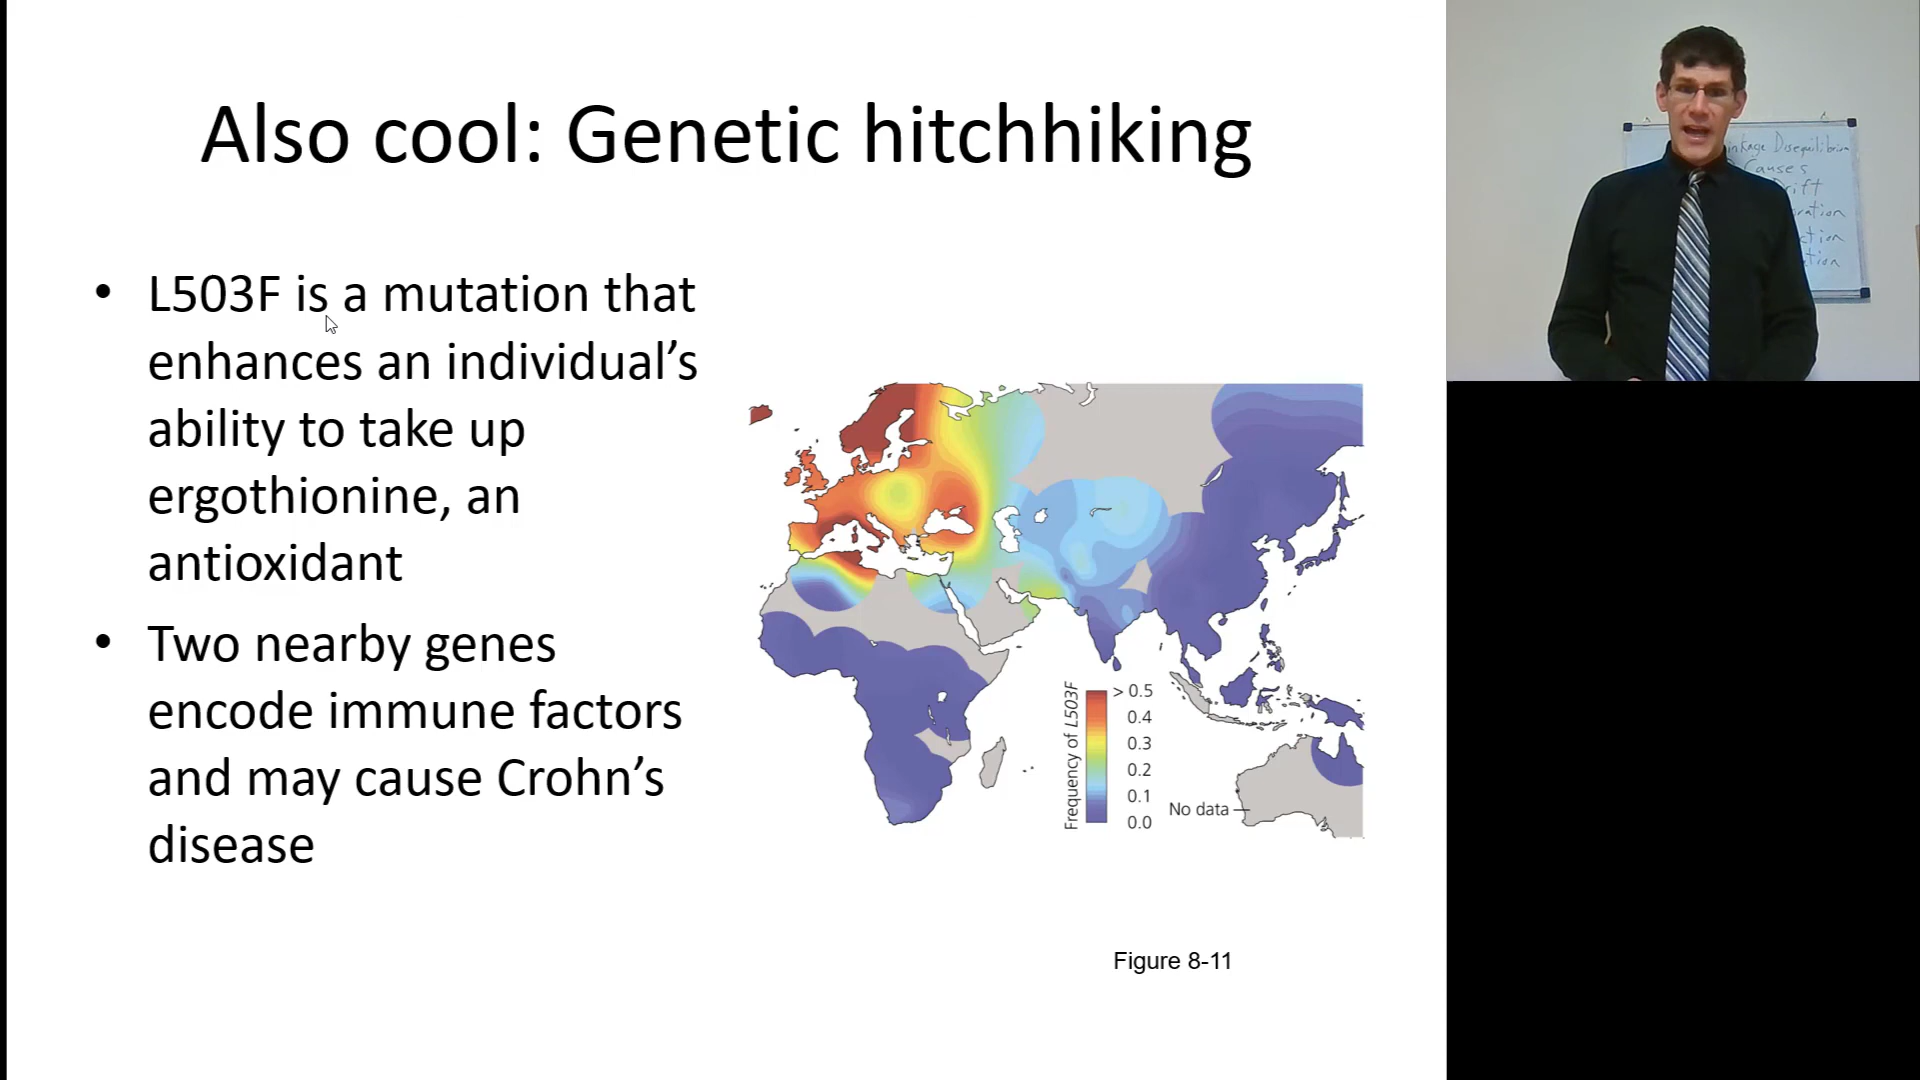 Also cool: Genetic hitchhiking
• L503F is a mutation that
enhances an individual’s
ability to take up
ergothionine, an
antioxidant
• Two nearby genes
encode immune factors
and may cause Crohn’s
disease
Frequency of L503F
> 0.5
0.4
0.3
0.2
0.1
0.0
No data
Figure 8-11
Disequilibrium
Causes